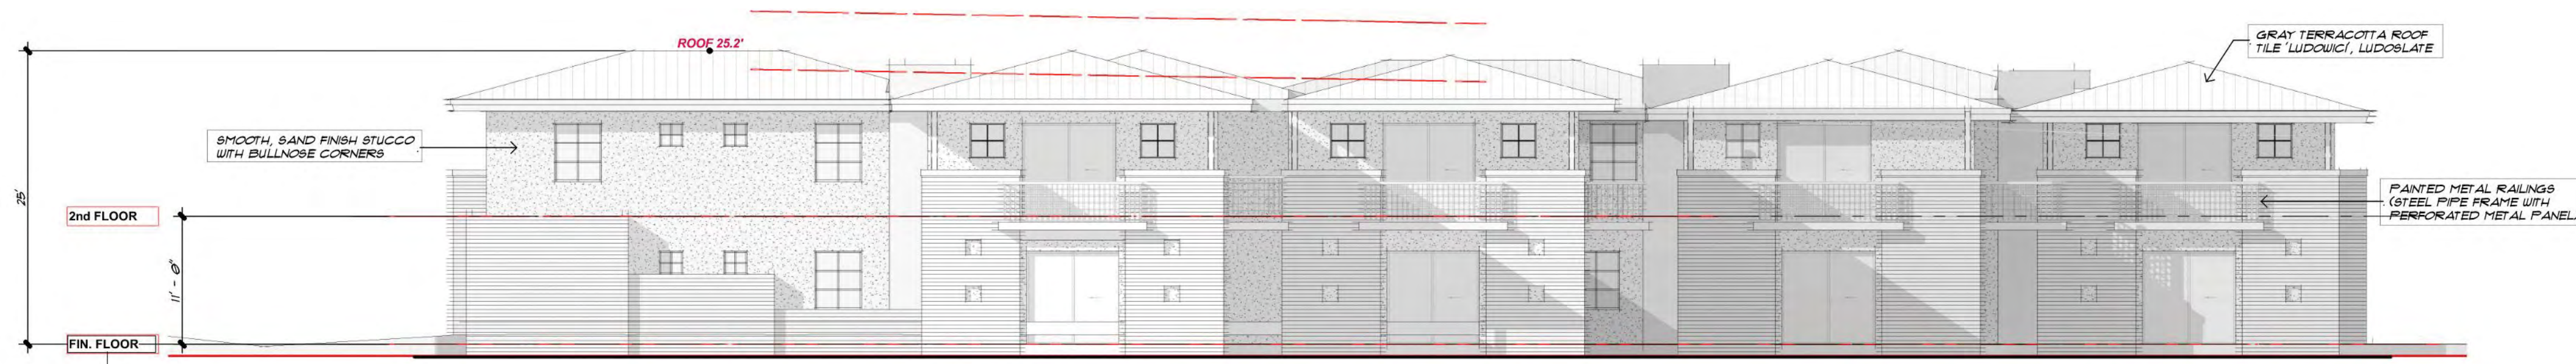 ROOF 25.2'
GRAY TERRACOTTA ROOF
TILE 'LUDOWICI', LUDOSLATE
SMOOTH, SAND FINISH STUCCO
WITH BULLNOSE CORNERS
25'
2nd FLOOR
PAINTED METAL RAILINGS
(STEEL PIPE FRAME WITH
PERFORATED METAL PANEL
11' - 0"
FIN. FLOOR